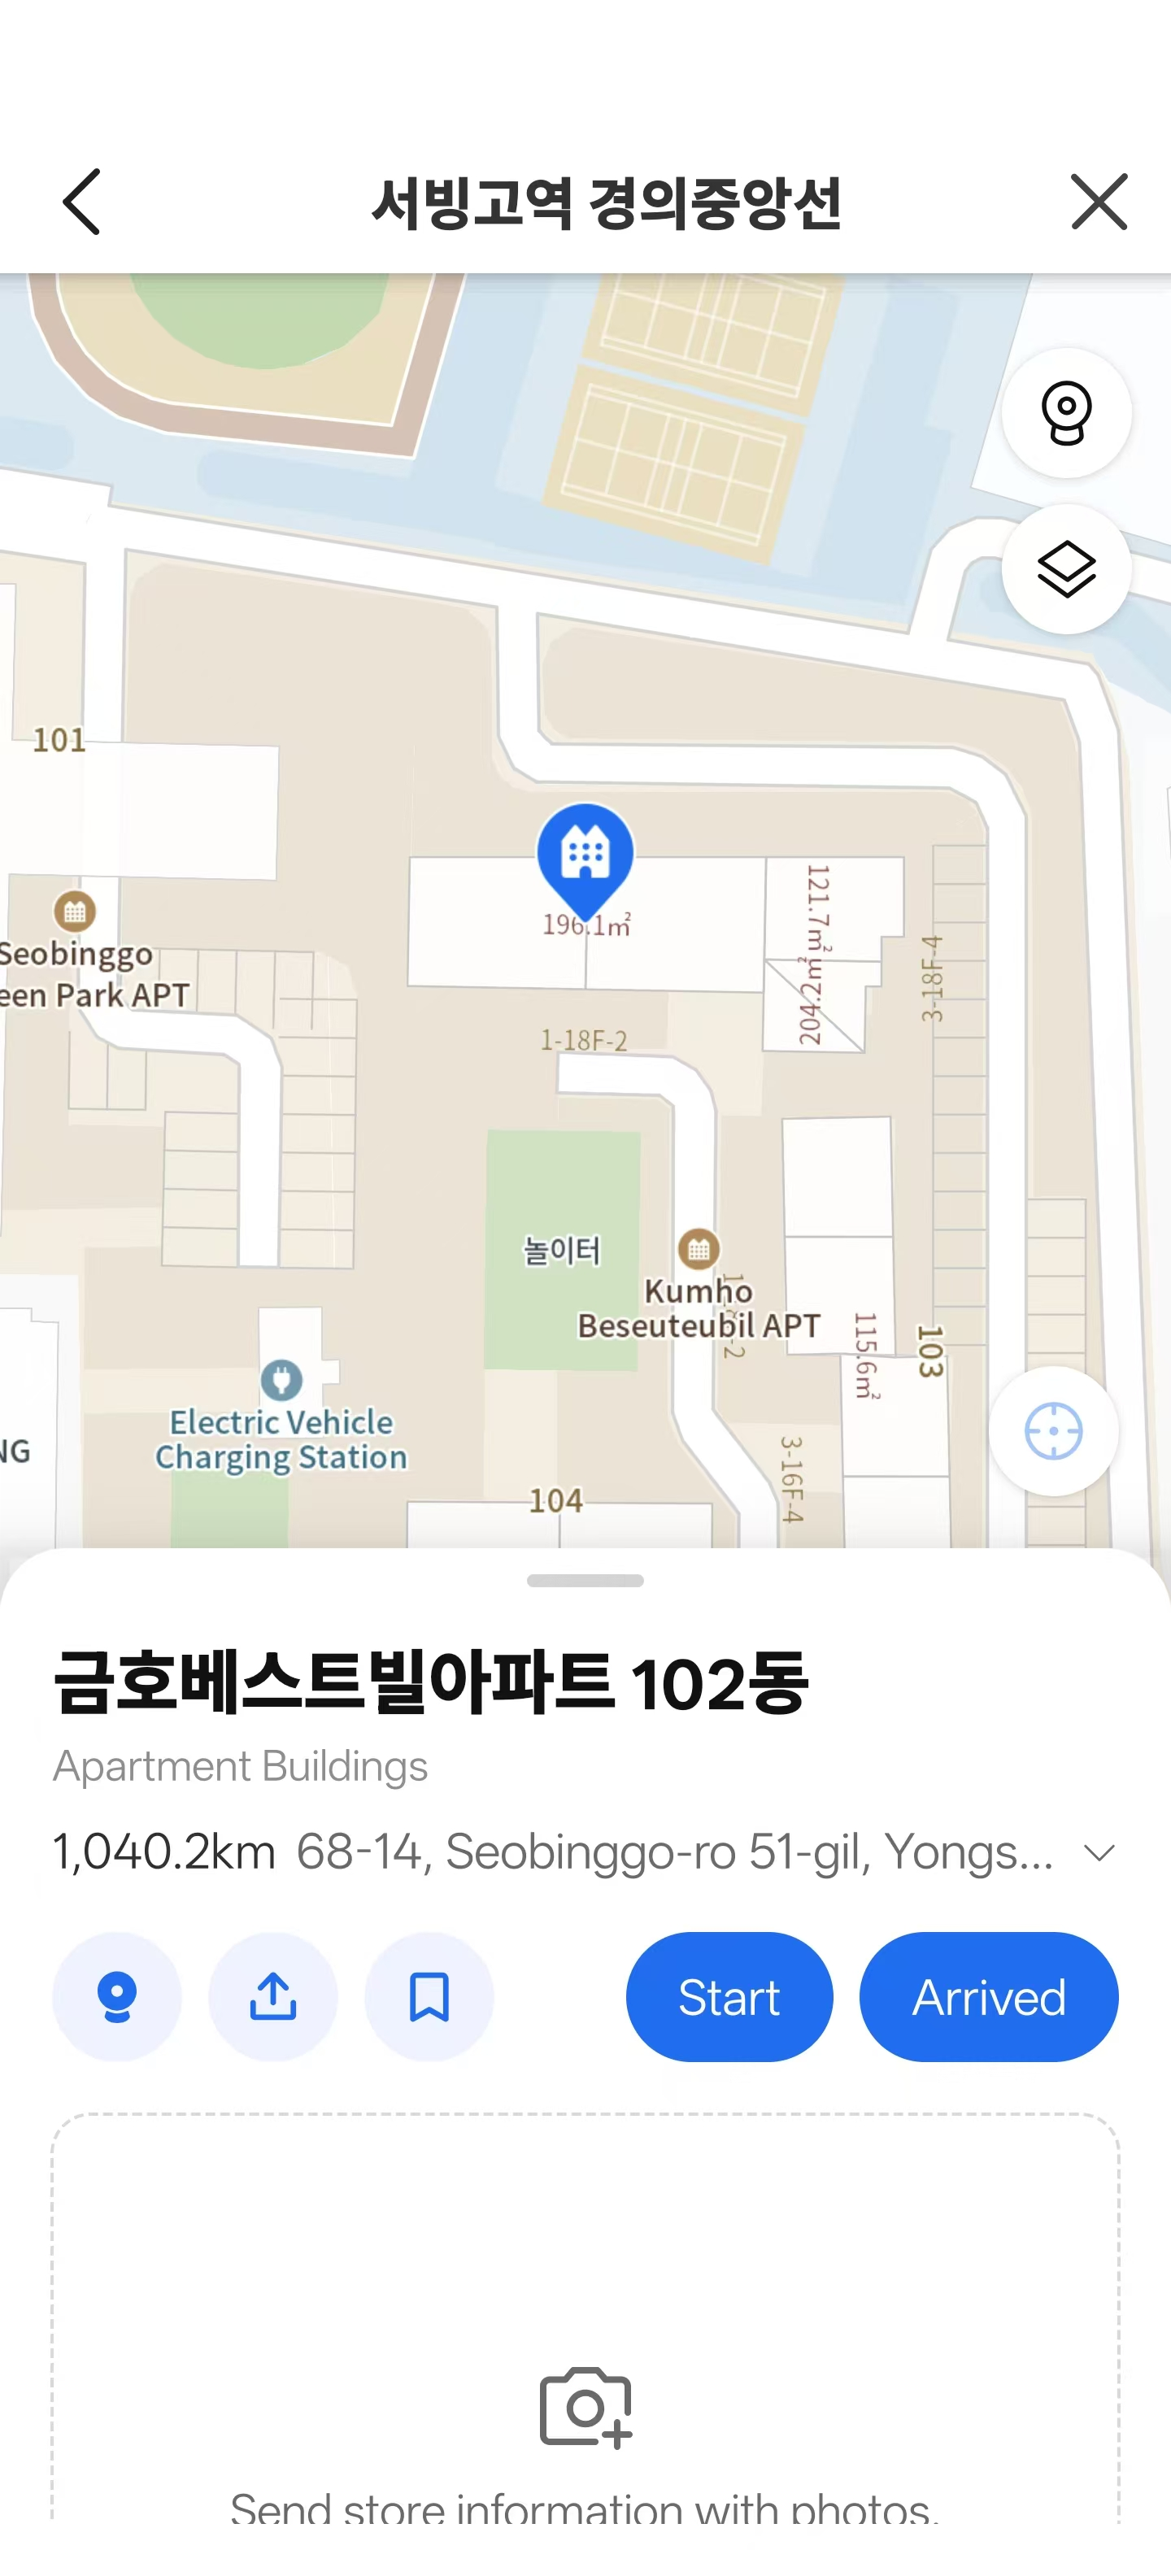 서빙고역 경의중앙선
101
196.1㎡
121.7㎡
204.2㎡
3-18F-4
Seobinggo
een Park APT
1-18F-2
놀이터
Kumho
Beseuteubil APT
115.6㎡
103
Electric Vehicle
Charging Station
NG
3-16F-4
104
금호베스트빌아파트 102동
Apartment Buildings
1,040.2km 68-14, Seobinggo-ro 51-gil, Yongs...
Start
Arrived
Send store information with photos.